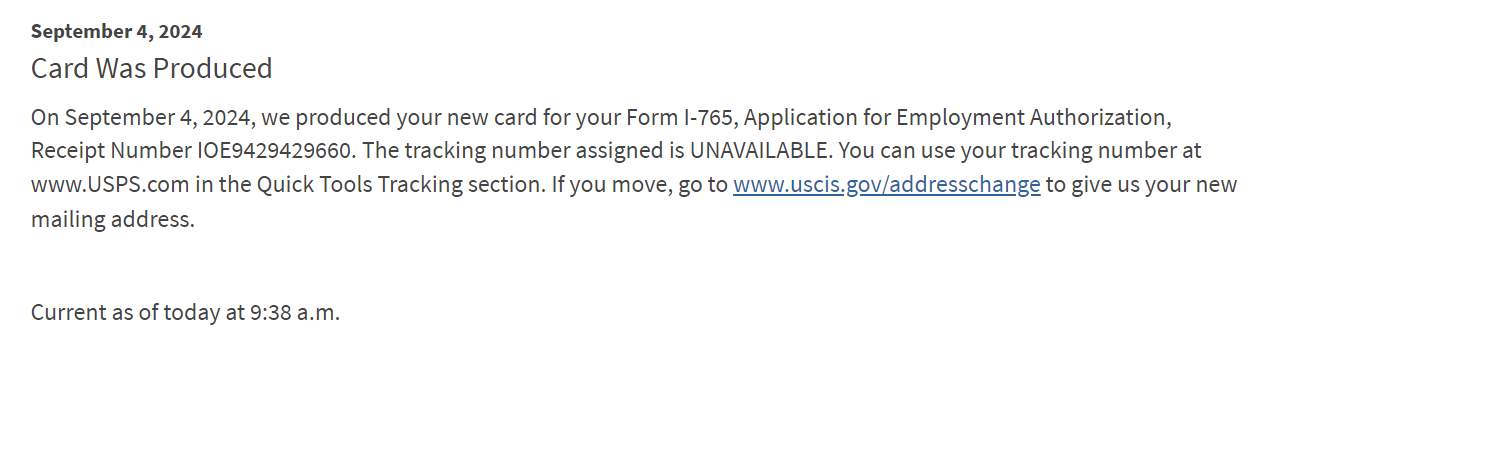 September 4, 2024
Card Was Produced
On September 4, 2024, we produced your new card for your Form I-765, Application for Employment Authorization,
Receipt Number IOE9429429660. The tracking number assigned is UNAVAILABLE. You can use your tracking number at
www.USPS.com in the Quick Tools Tracking section. If you move, go to www.uscis.gov/addresschange to give us your new
mailing address.
Current as of today at 9:38 a.m.